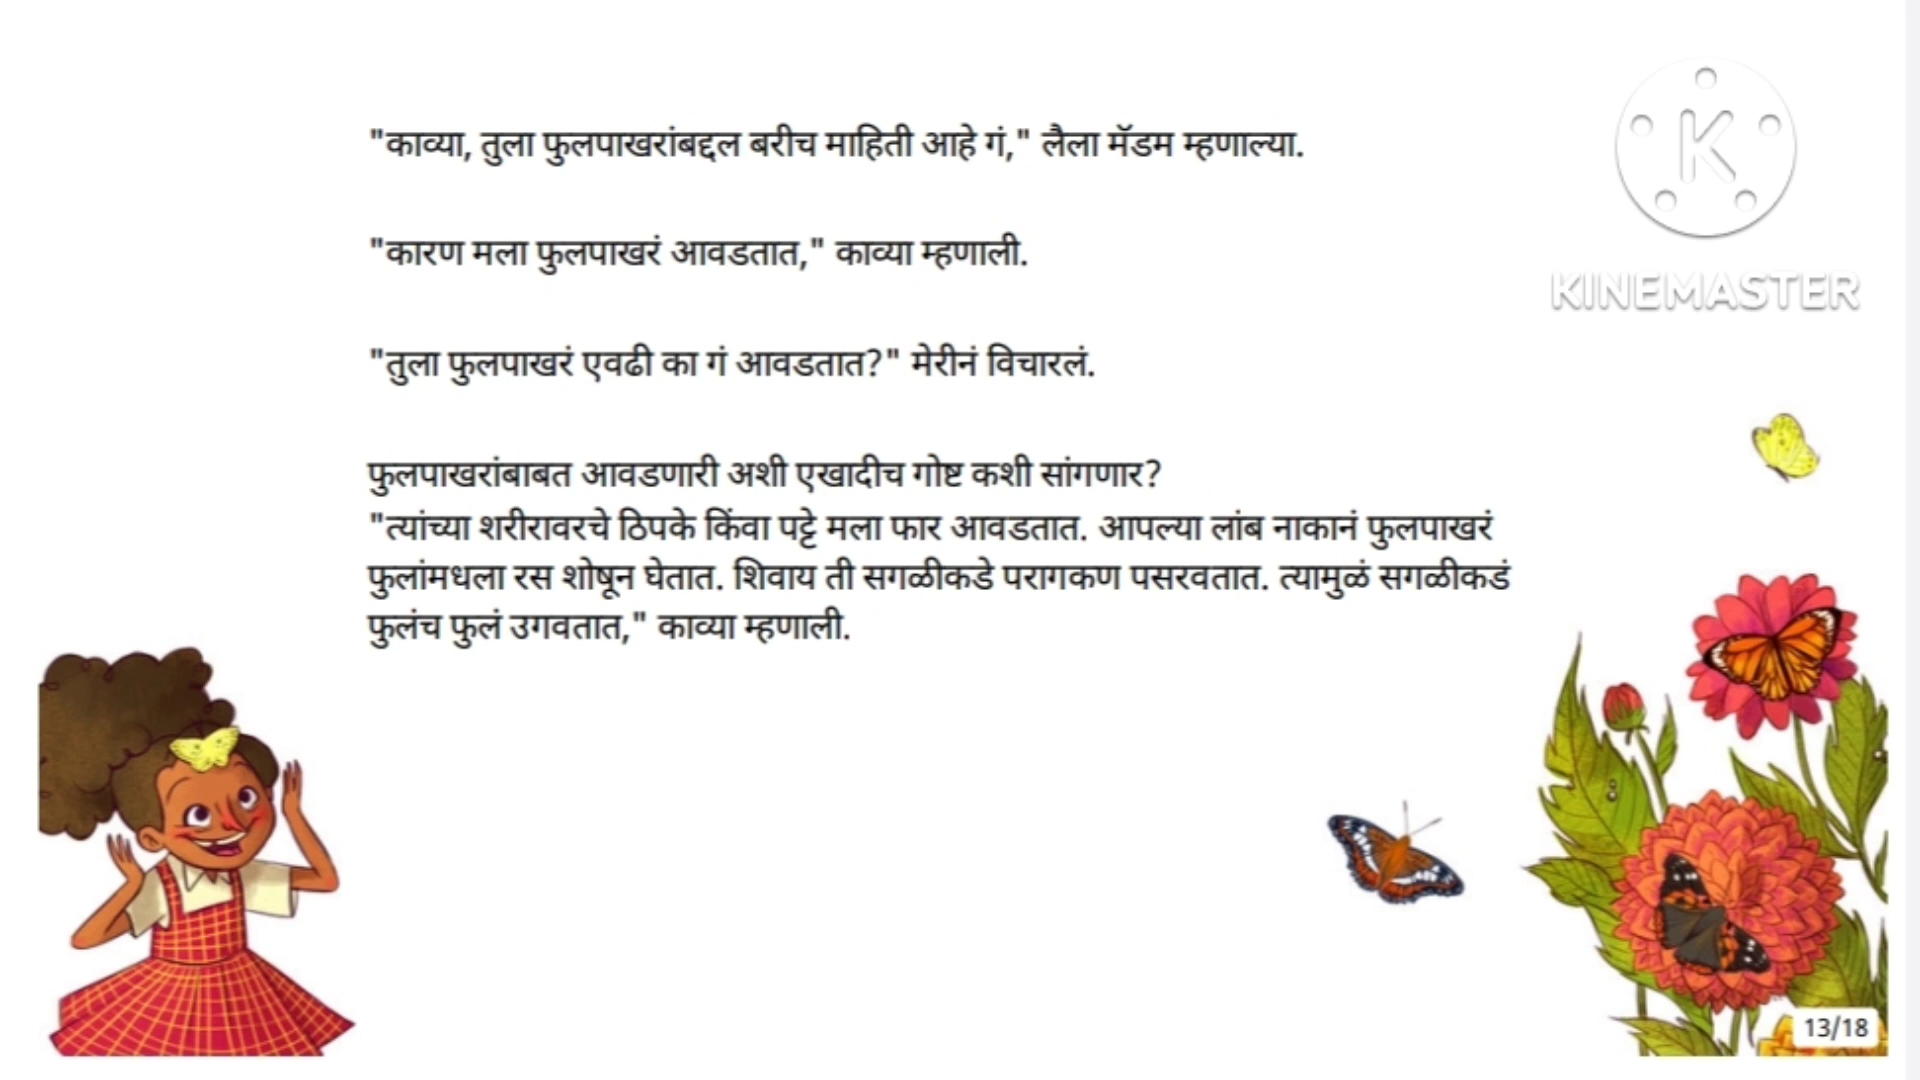 "काव्या, तुला फुलपाखरांबद्दल बरीच माहिती आहे गं," लैला मॅडम म्हणाल्या.
"कारण मला फुलपाखरं आवडतात," काव्या म्हणाली.
"तुला फुलपाखरं एवढी का गं आवडतात?" मेरीनं विचारलं.
फुलपाखरांबाबत आवडणारी अशी एखादीच गोष्ट कशी सांगणार?
"त्यांच्या शरीरावरचे ठिपके किंवा पट्टे मला फार आवडतात. आपल्या लांब नाकानं फुलपाखरं
फुलांमधला रस शोषून घेतात. शिवाय ती सगळीकडे परागकण पसरवतात. त्यामुळं सगळीकडं
फुलंच फुलं उगवतात," काव्या म्हणाली.
K
KINEMASTER
13/18